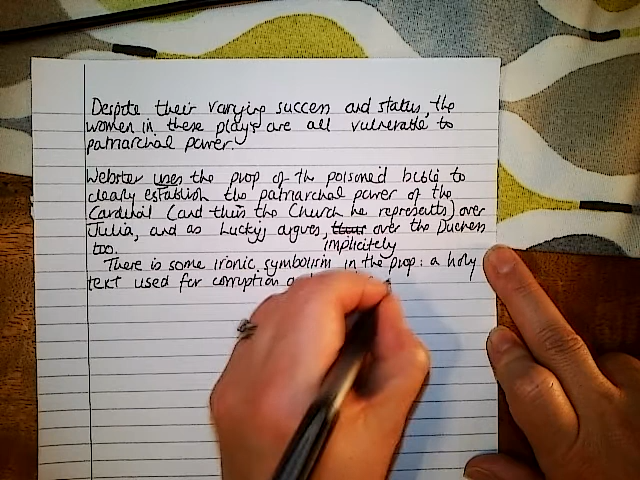 Despite their varying success and status, the
women in these plays are all vulnerable to
patriarchal power.
Webster uses the prop of the poisoned bible to
clearly establish the patriarchal power of the
Cardinal (and thus the Church he represents) over
Julia, and as Luckyj argues, over the Duchess
too. implicitely
There is some ironic symbolism in the prop: a holy
text used for corruption